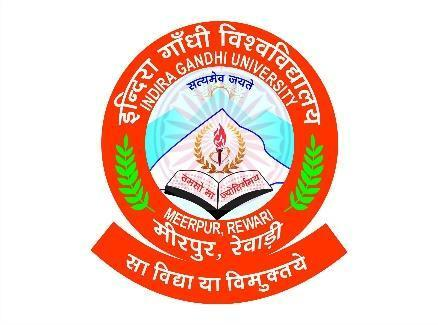 इन्दिरा गाँधी विश्वविद्यालय
INDIRA GANDHI UNIVERSITY
सत्यमेव जयते
तमसो मा
ज्योतिर्गमय
MEERPUR, REWARI
मीरपुर, रेवाड़ी
सा विद्या या विमुक्तये